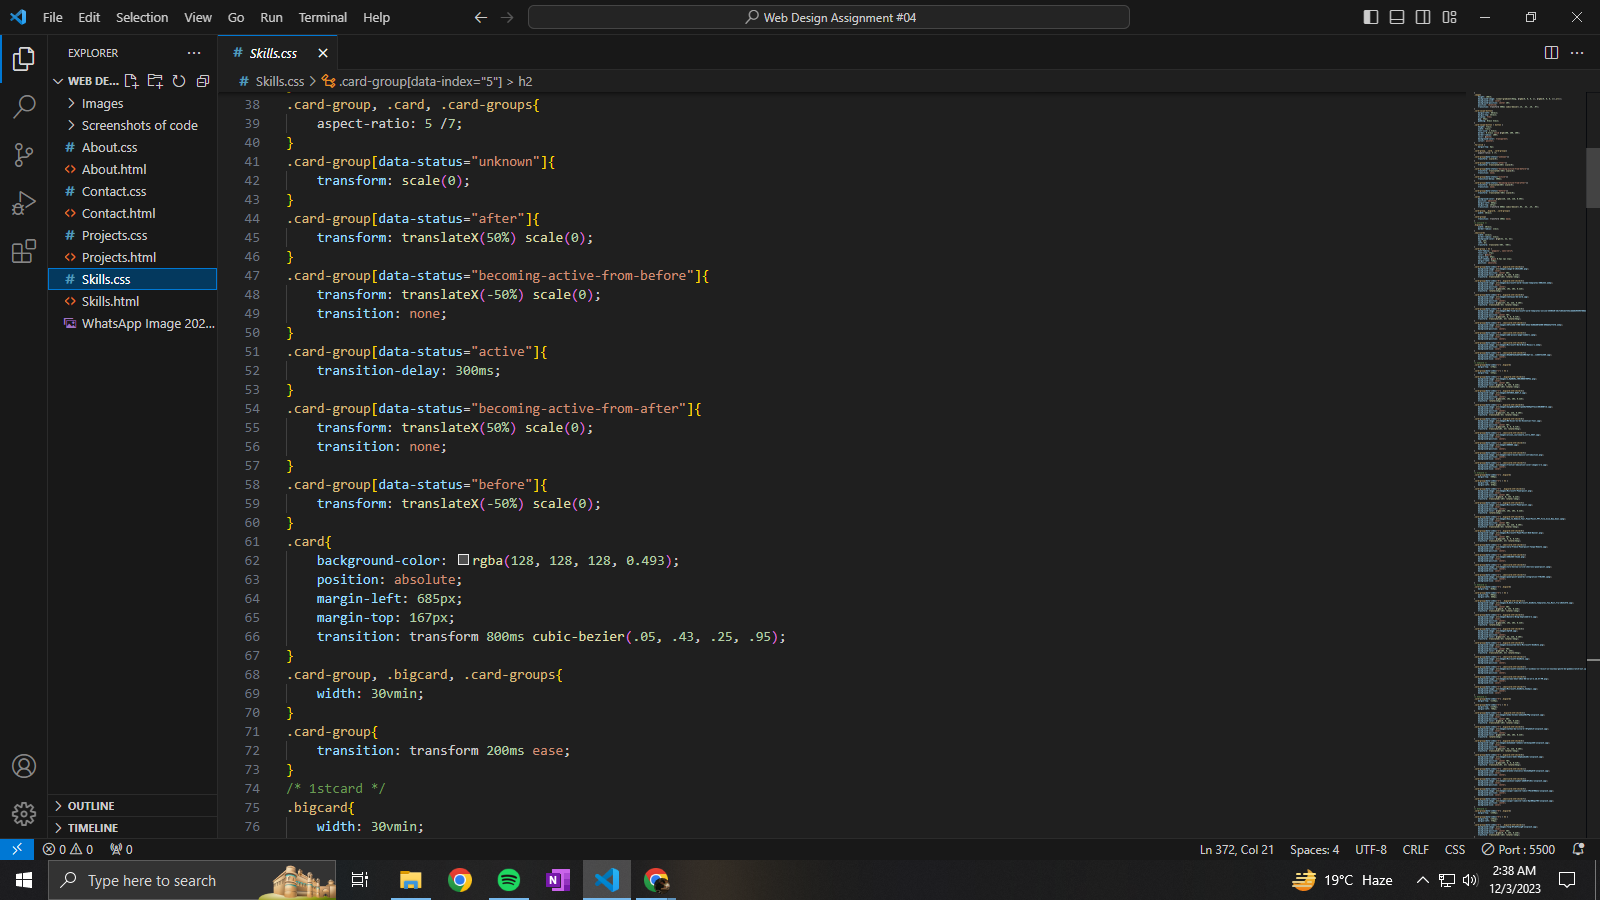 File Edit Selection View Go Run Terminal Help
Web Design Assignment #04
EXPLORER
WEB DE...
Images
Screenshots of code
# About.css
<> About.html
# Contact.css
<> Contact.html
# Projects.css
<> Projects.html
# Skills.css
<> Skills.html
WhatsApp Image 202...
OUTLINE
TIMELINE
# Skills.css
# Skills.css > .card-group[data-index="5"] > h2
38 .card-group, .card, .card-groups{
39 aspect-ratio: 5 /7;
40 }
41 .card-group[data-status="unknown"]{
42 transform: scale(0);
43 }
44 .card-group[data-status="after"]{
45 transform: translateX(50%) scale(0);
46 }
47 .card-group[data-status="becoming-active-from-before"]{
48 transform: translateX(-50%) scale(0);
49 transition: none;
50 }
51 .card-group[data-status="active"]{
52 transition-delay: 300ms;
53 }
54 .card-group[data-status="becoming-active-from-after"]{
55 transform: translateX(50%) scale(0);
56 transition: none;
57 }
58 .card-group[data-status="before"]{
59 transform: translateX(-50%) scale(0);
60 }
61 .card{
62 background-color: rgba(128, 128, 128, 0.493);
63 position: absolute;
64 margin-left: 685px;
65 margin-top: 167px;
66 transition: transform 800ms cubic-bezier(.05, .43, .25, .95);
67 }
68 .card-group, .bigcard, .card-groups{
69 width: 30vmin;
70 }
71 .card-group{
72 transition: transform 200ms ease;
73 }
74 /* 1stcard */
75 .bigcard{
76 width: 30vmin;
0 0 0
Ln 372, Col 21 Spaces: 4 UTF-8 CRLF CSS Port : 5500
Type here to search
19°C Haze
2:38 AM
12/3/2023